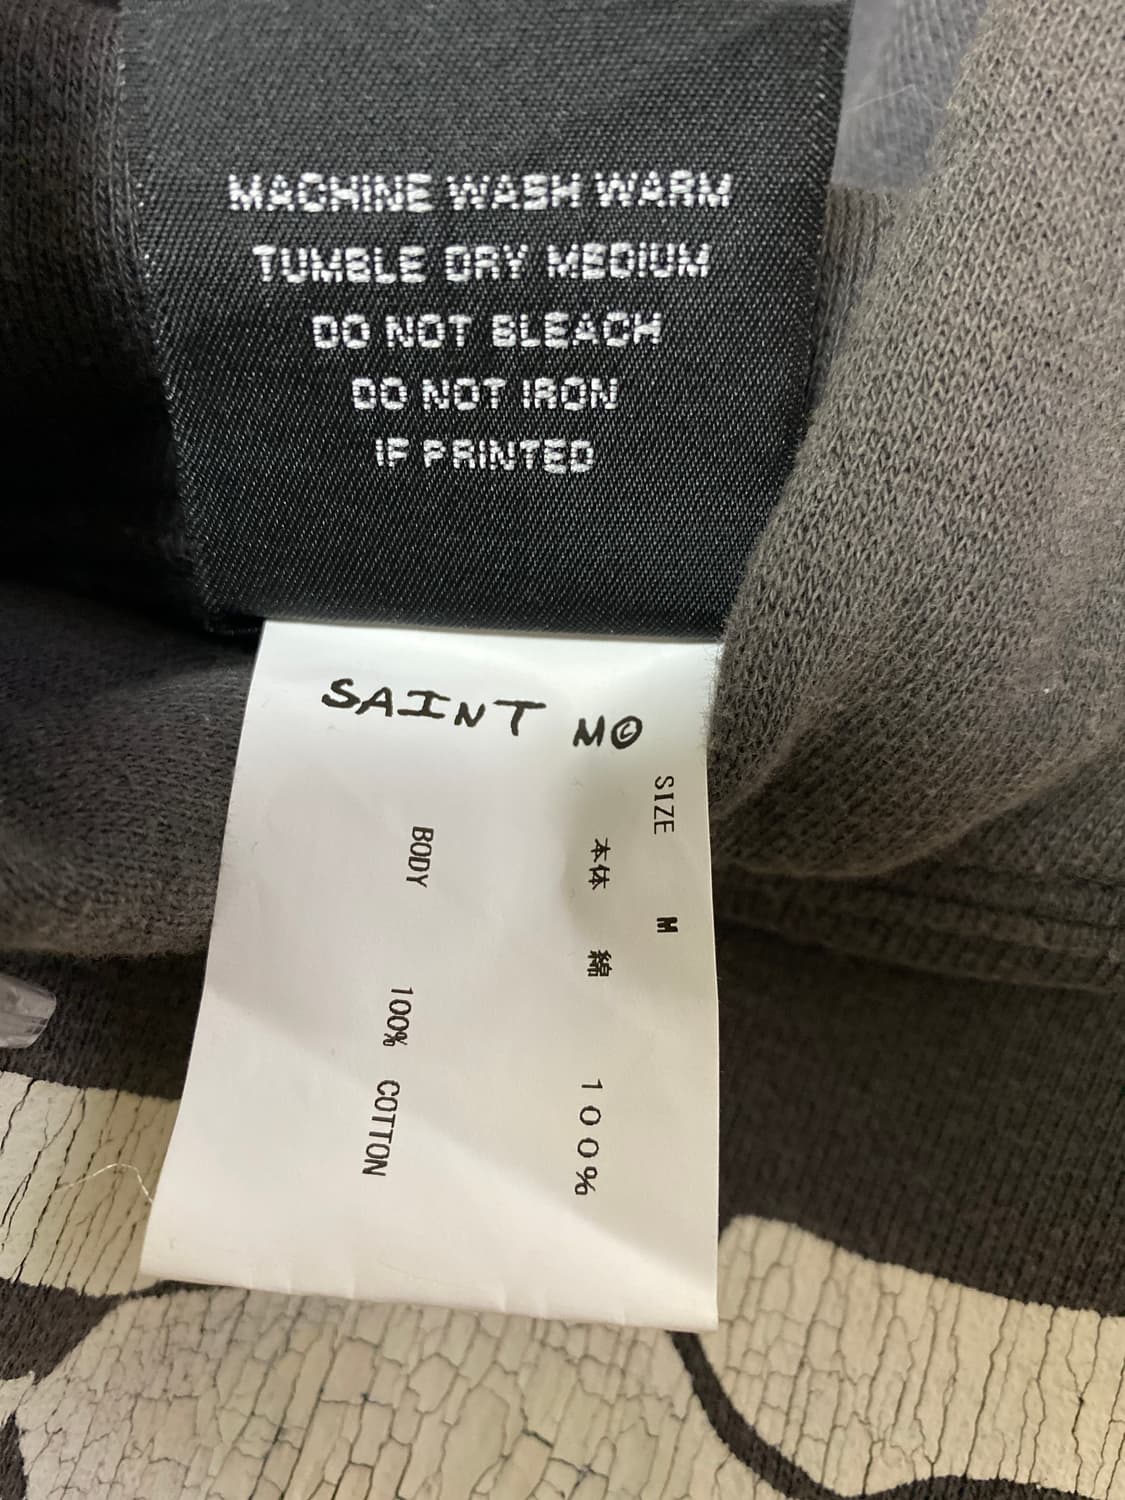 MACHINE WASH WARM
TUMBLE DRY MEDIUM
DO NOT BLEACH
DO NOT IRON
IF PRINTED
SAINT M©
SIZE M
本体 綿 100%
BODY 100% COTTON